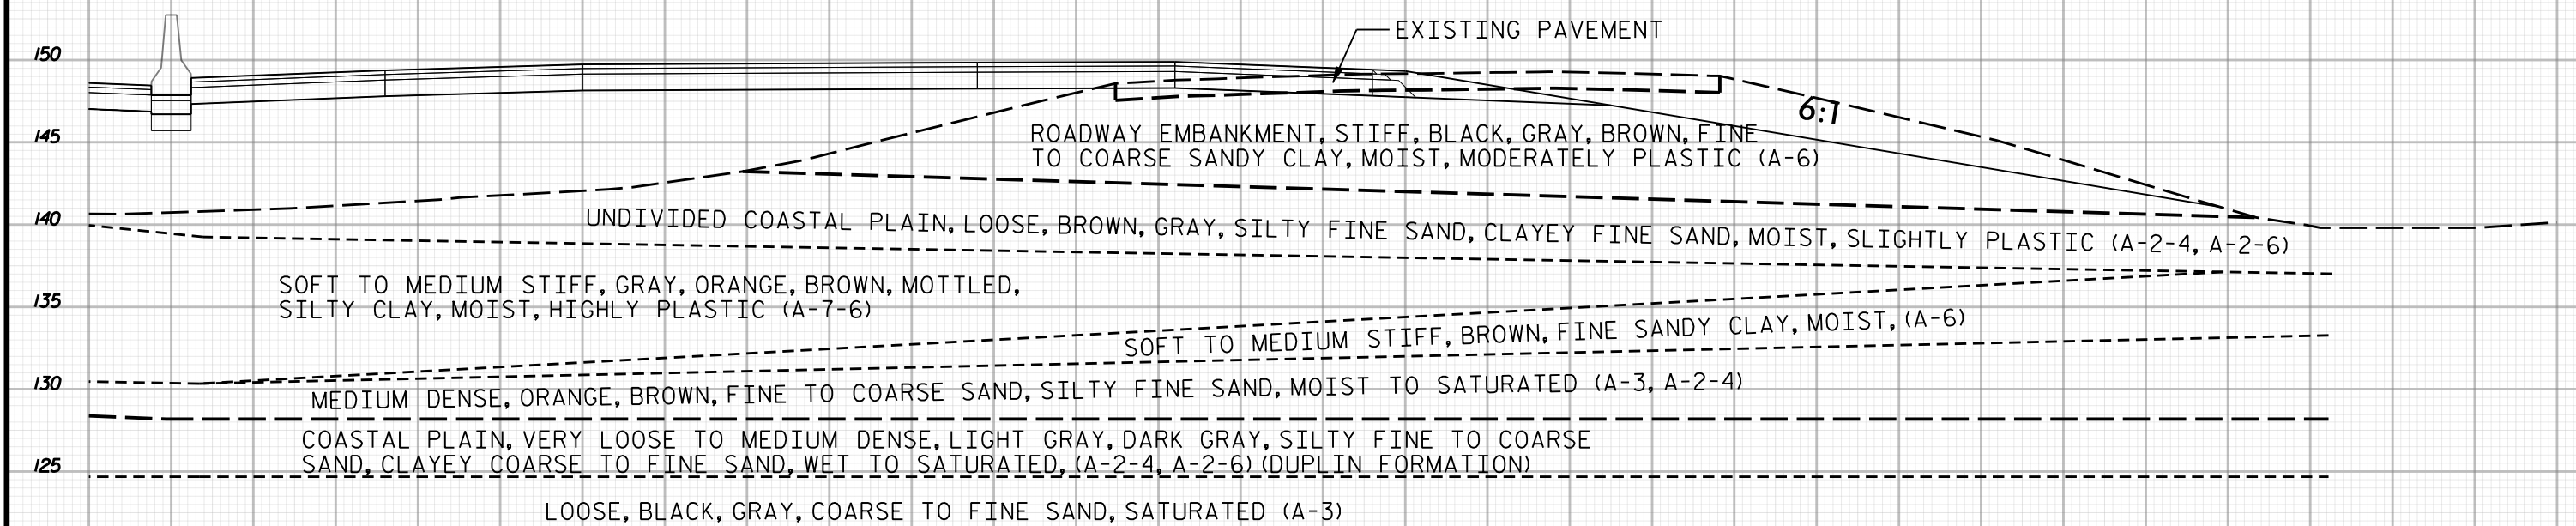 EXISTING PAVEMENT
150
6:1
145
ROADWAY EMBANKMENT, STIFF, BLACK, GRAY, BROWN, FINE
TO COARSE SANDY CLAY, MOIST, MODERATELY PLASTIC (A-6)
140
UNDIVIDED COASTAL PLAIN, LOOSE, BROWN, GRAY, SILTY FINE SAND, CLAYEY FINE SAND, MOIST, SLIGHTLY PLASTIC (A-2-4, A-2-6)
SOFT TO MEDIUM STIFF, GRAY, ORANGE, BROWN, MOTTLED,
135
SILTY CLAY, MOIST, HIGHLY PLASTIC (A-7-6)
SOFT TO MEDIUM STIFF, BROWN, FINE SANDY CLAY, MOIST, (A-6)
130
MEDIUM DENSE, ORANGE, BROWN, FINE TO COARSE SAND, SILTY FINE SAND, MOIST TO SATURATED (A-3, A-2-4)
COASTAL PLAIN, VERY LOOSE TO MEDIUM DENSE, LIGHT GRAY, DARK GRAY, SILTY FINE TO COARSE
125
SAND, CLAYEY COARSE TO FINE SAND, WET TO SATURATED, (A-2-4, A-2-6) (DUPLIN FORMATION)
LOOSE, BLACK, GRAY, COARSE TO FINE SAND, SATURATED (A-3)